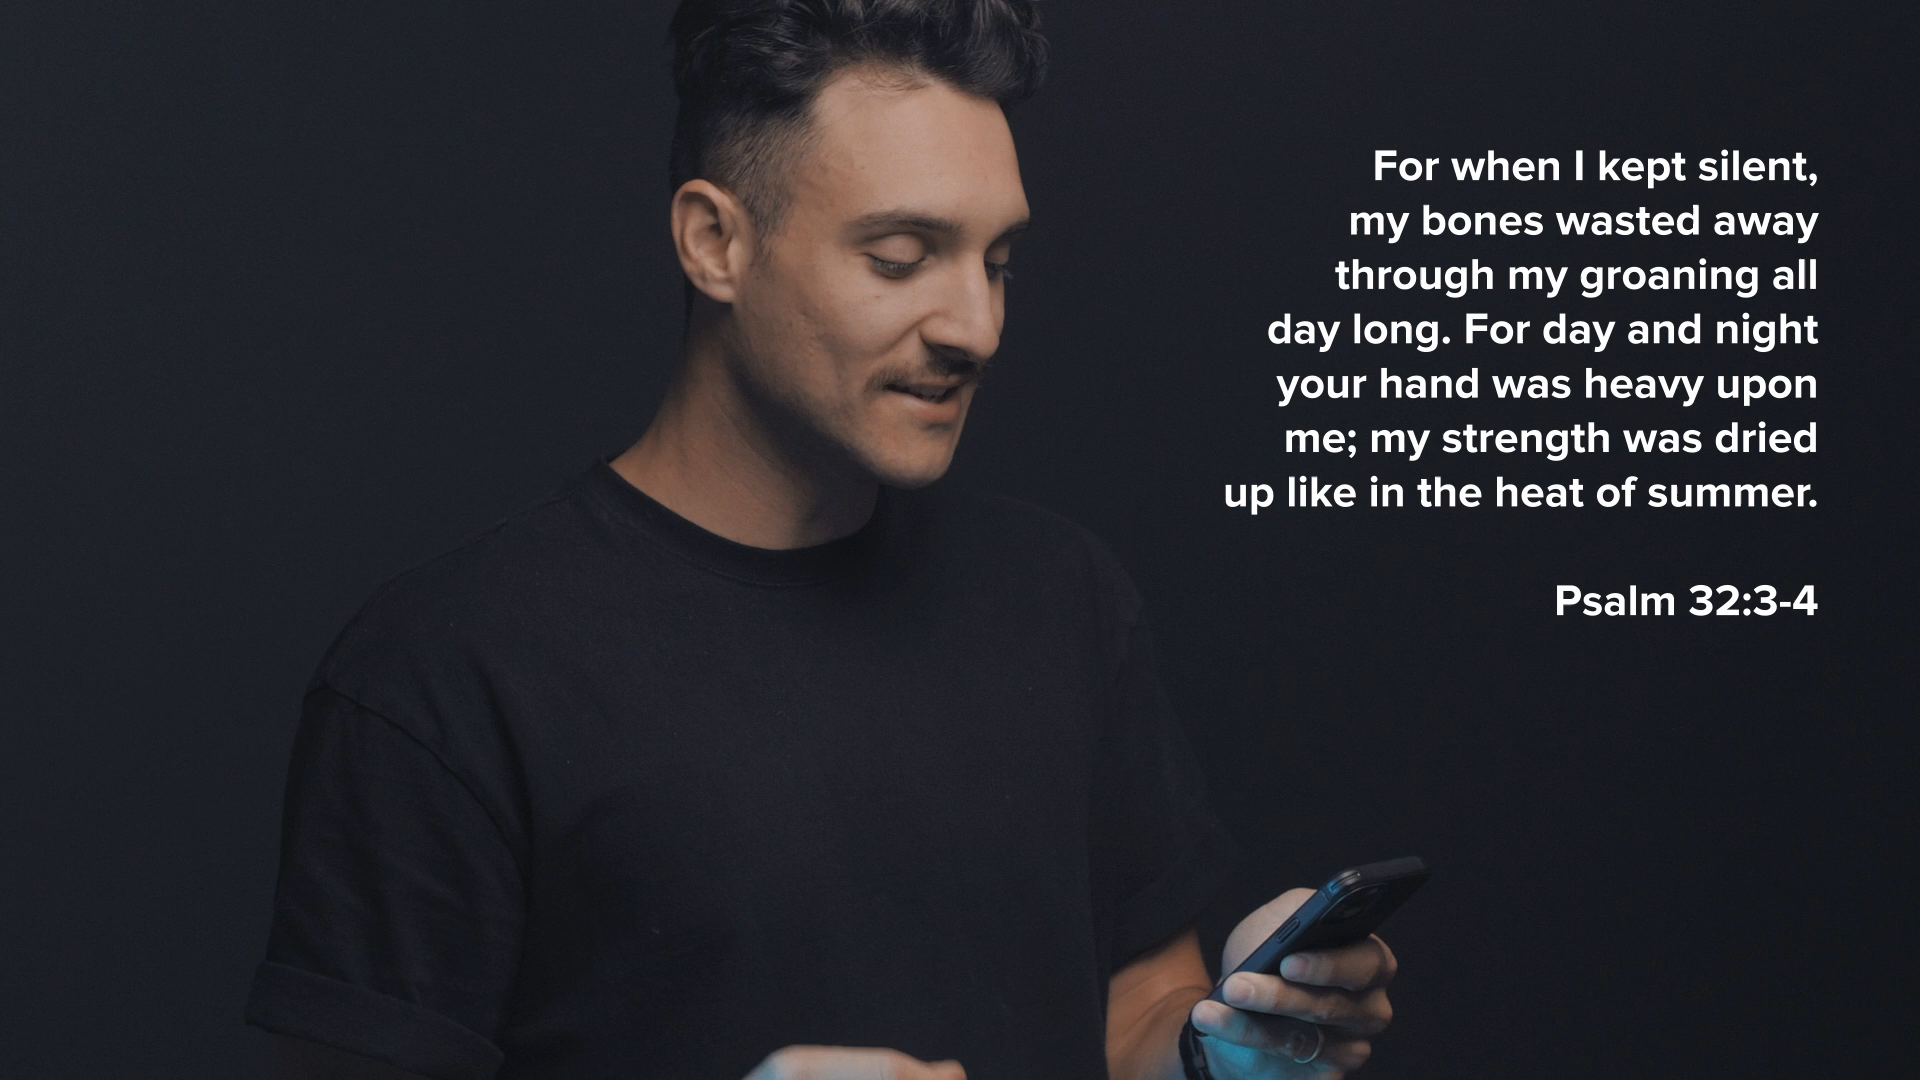 For when I kept silent,
my bones wasted away
through my groaning all
day long. For day and night
your hand was heavy upon
me; my strength was dried
up like in the heat of summer.
Psalm 32:3-4